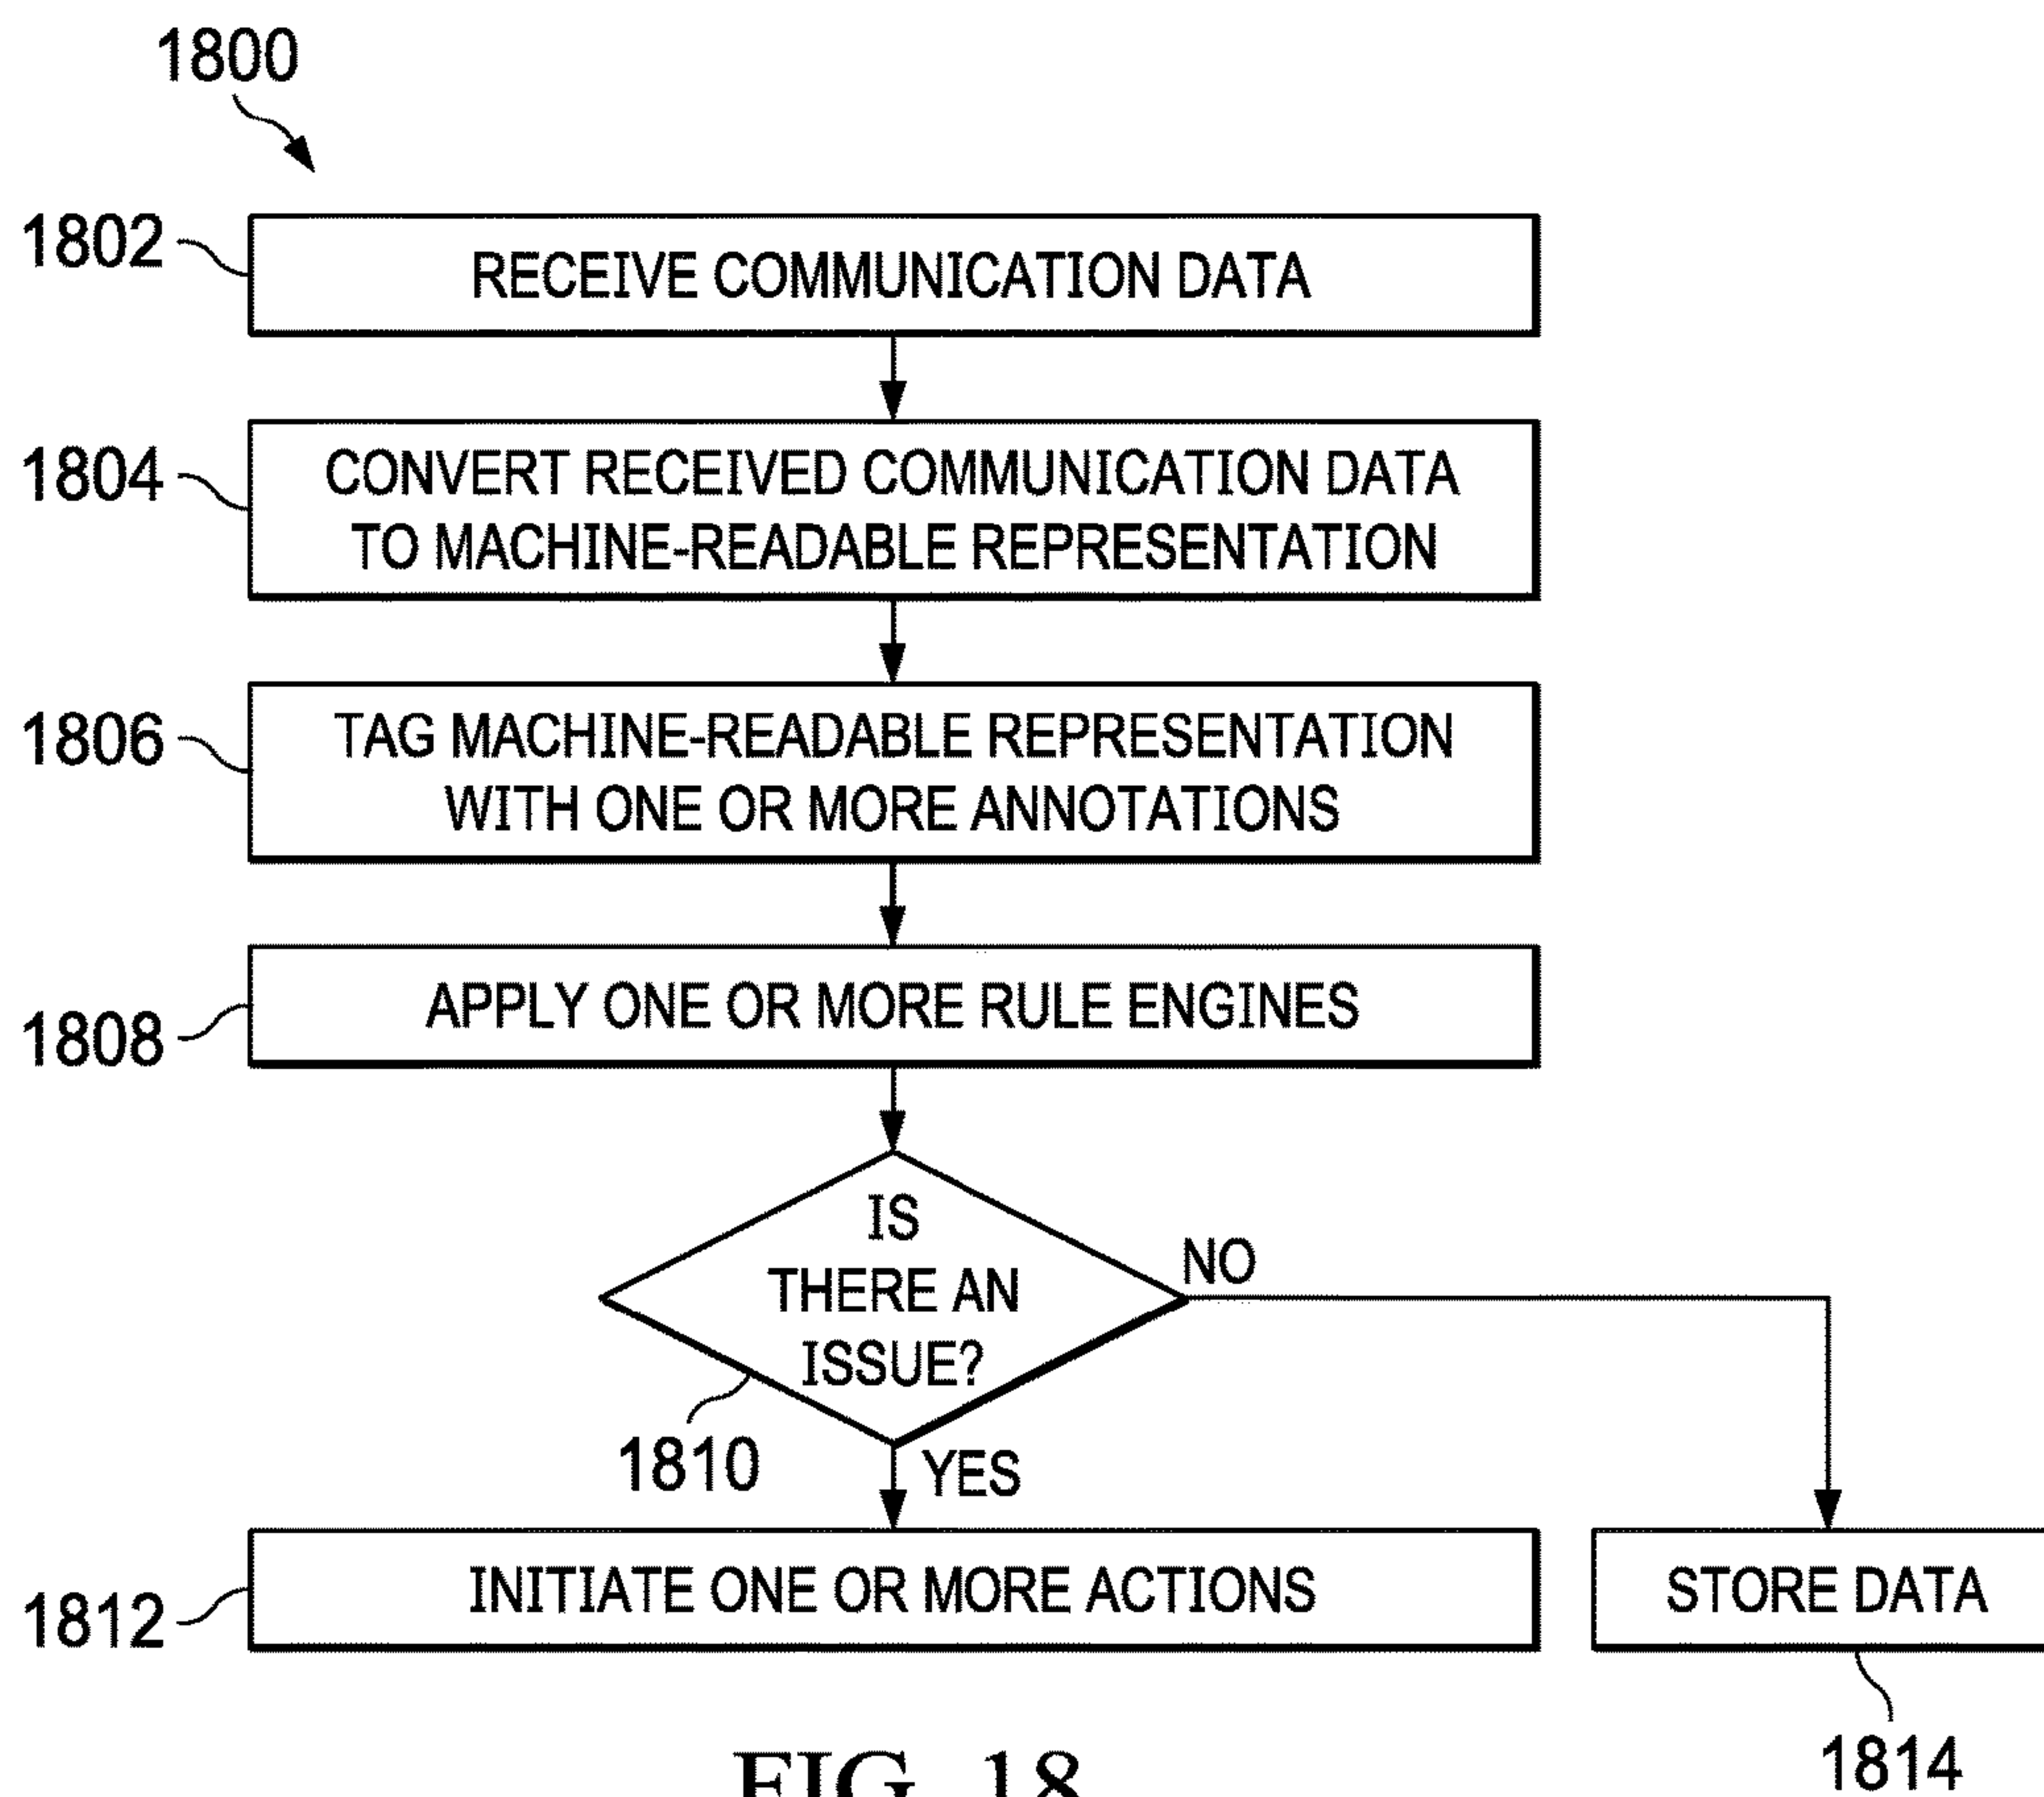 1800
1802
RECEIVE COMMUNICATION DATA
1804
CONVERT RECEIVED COMMUNICATION DATA
TO MACHINE-READABLE REPRESENTATION
1806
TAG MACHINE-READABLE REPRESENTATION
WITH ONE OR MORE ANNOTATIONS
1808
APPLY ONE OR MORE RULE ENGINES
IS
THERE AN
ISSUE?
NO
1810
YES
1812
INITIATE ONE OR MORE ACTIONS
STORE DATA
1814
FIG. 18